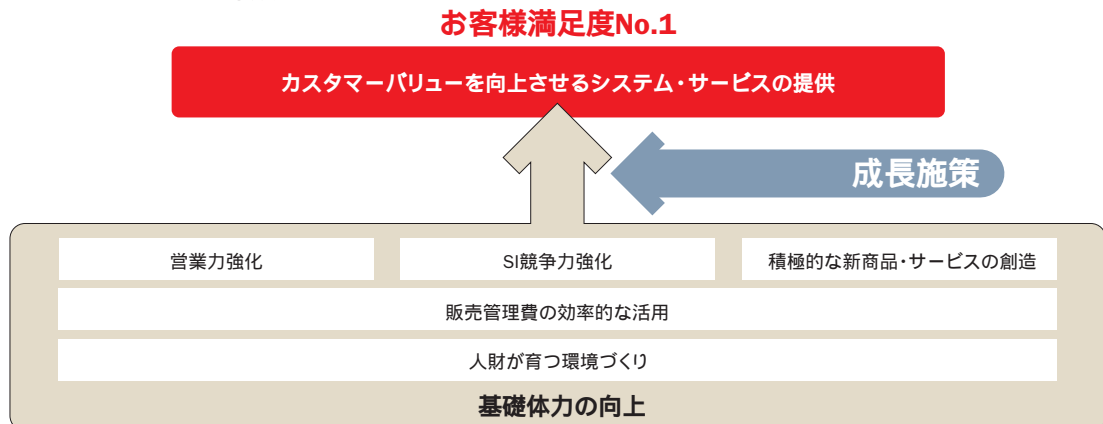 お客様満足度No.1
カスタマーバリューを向上させるシステム・サービスの提供
成長施策
営業力強化
SI競争力強化
積極的な新商品・サービスの創造
販売管理費の効率的な活用
人財が育つ環境づくり
基礎体力の向上